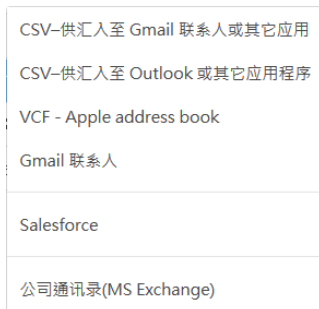 CSV–供汇入至 Gmail 联系人或其它应用
CSV–供汇入至 Outlook 或其它应用程序
VCF - Apple address book
Gmail 联系人
Salesforce
公司通讯录(MS Exchange)